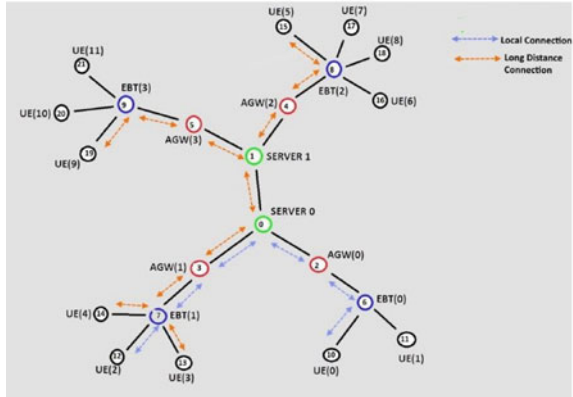 UE(5)
UE(7)
15
17
UE(11)
UE(8)
18
Local Connection
21
EBT(3)
8
Long Distance
Connection
EBT(2)
9
AGW(2)
4
16
UE(6)
UE(10)
20
5
AGW(3)
19
UE(9)
1
SERVER 1
SERVER 0
0
AGW(0)
AGW(1)
3
2
EBT(0)
6
UE(4)
14
7
EBT(1)
11
12
13
10
UE(1)
UE(2)
UE(3)
UE(0)